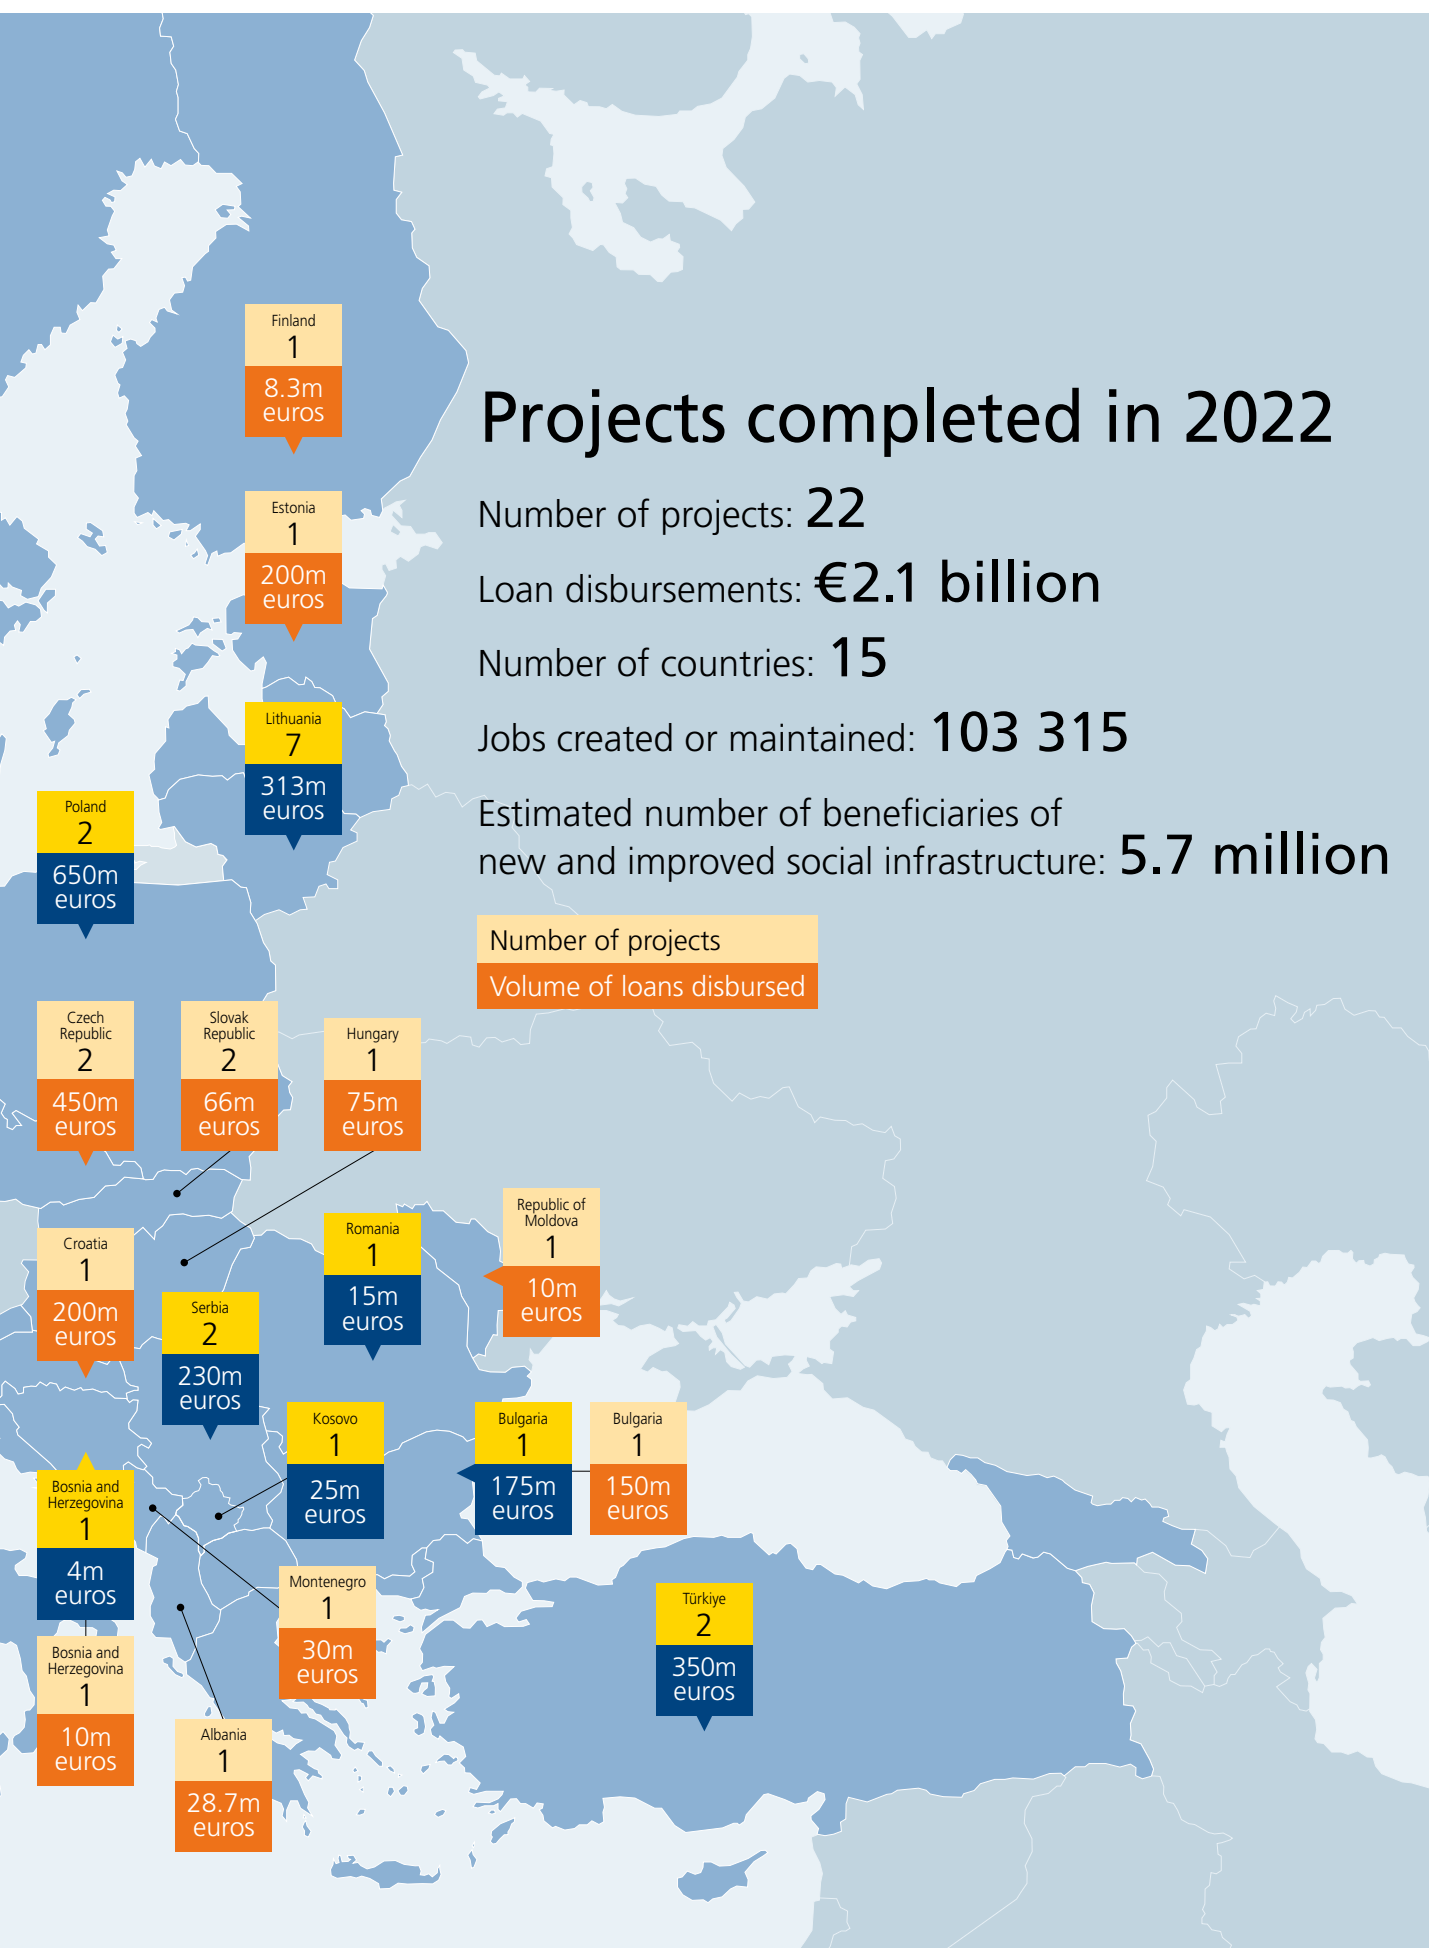 Finland
1
8.3m
euros
Projects completed in 2022
Estonia
1
200m
euros
Number of projects: 22
Loan disbursements: €2.1 billion
Number of countries: 15
Jobs created or maintained: 103 315
Estimated number of beneficiaries of
new and improved social infrastructure: 5.7 million
Lithuania
7
313m
euros
Poland
2
650m
euros
Number of projects
Volume of loans disbursed
Czech
Republic
2
450m
euros
Slovak
Republic
2
66m
euros
Hungary
1
75m
euros
Croatia
1
200m
euros
Serbia
2
230m
euros
Romania
1
15m
euros
Republic of
Moldova
1
10m
euros
Kosovo
1
25m
euros
Bulgaria
1
175m
euros
Bulgaria
1
150m
euros
Bosnia and
Herzegovina
1
4m
euros
Montenegro
1
30m
euros
Türkiye
2
350m
euros
Bosnia and
Herzegovina
1
10m
euros
Albania
1
28.7m
euros